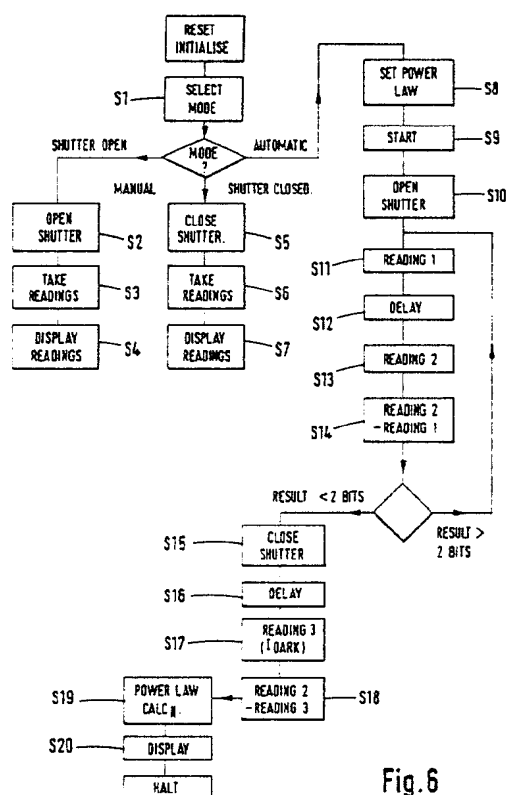 RESET
INITIALISE
S1
SELECT
MODE
SHUTTER OPEN
MODE
?
AUTOMATIC
MANUAL
SHUTTER CLOSED.
OPEN
SHUTTER
S2
TAKE
READINGS
S3
DISPLAY
READINGS
S4
CLOSE
SHUTTER.
S5
TAKE
READINGS
S6
DISPLAY
READINGS
S7
SET POWER
LAW
S8
START
S9
OPEN
SHUTTER
S10
READING 1
S11
DELAY
S12
READING 2
S13
READING 2
-READING 1
S14
RESULT <2 BITS
RESULT >
2 BITS
S15
CLOSE
SHUTTER
S16
DELAY
S17
READING 3
(I DARK)
READING 2
-READING 3
S18
S19
POWER LAW
CALCN.
S20
DISPLAY
HALT
Fig.6